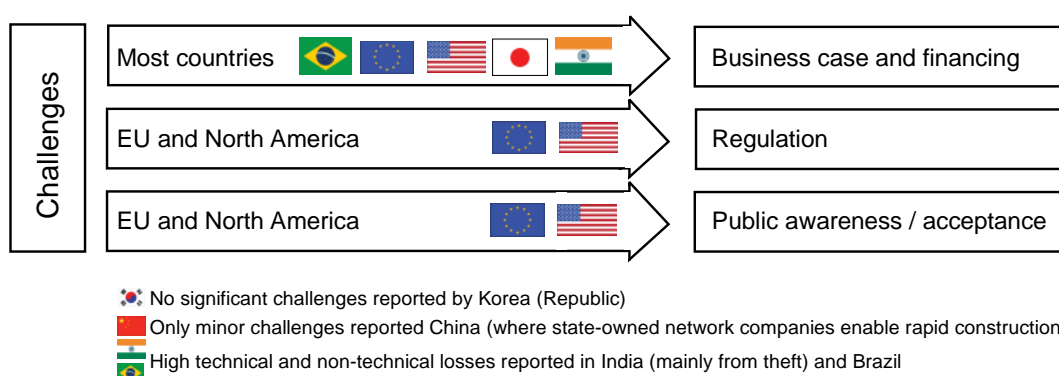 Challenges
Most countries
Business case and financing
EU and North America
Regulation
EU and North America
Public awareness / acceptance
No significant challenges reported by Korea (Republic)
Only minor challenges reported China (where state-owned network companies enable rapid construction
High technical and non-technical losses reported in India (mainly from theft) and Brazil